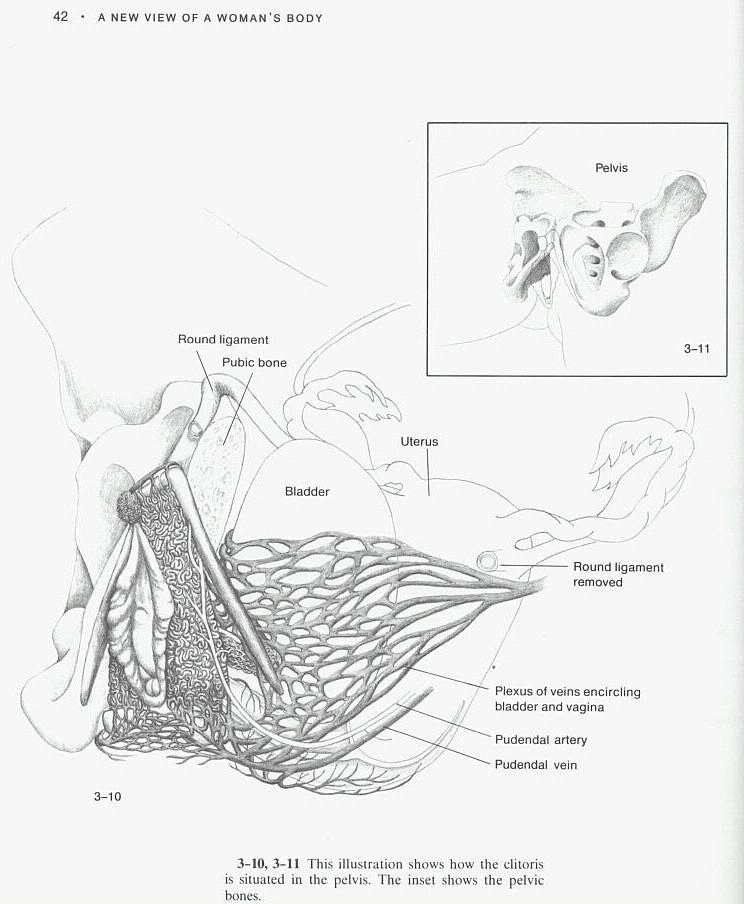 42 • A NEW VIEW OF A WOMAN'S BODY
Pelvis
3–11
Round ligament
Pubic bone
Uterus
Bladder
Round ligament
removed
Plexus of veins encircling
bladder and vagina
Pudendal artery
Pudendal vein
3–10
3–10, 3–11 This illustration shows how the clitoris
is situated in the pelvis. The inset shows the pelvic
bones.